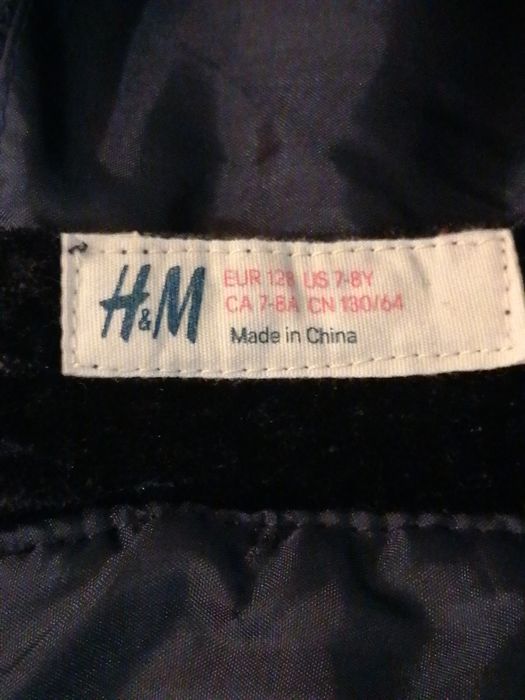 H&M
EUR 128 US 7-8Y
CA 7-8A CN 130/64
Made in China